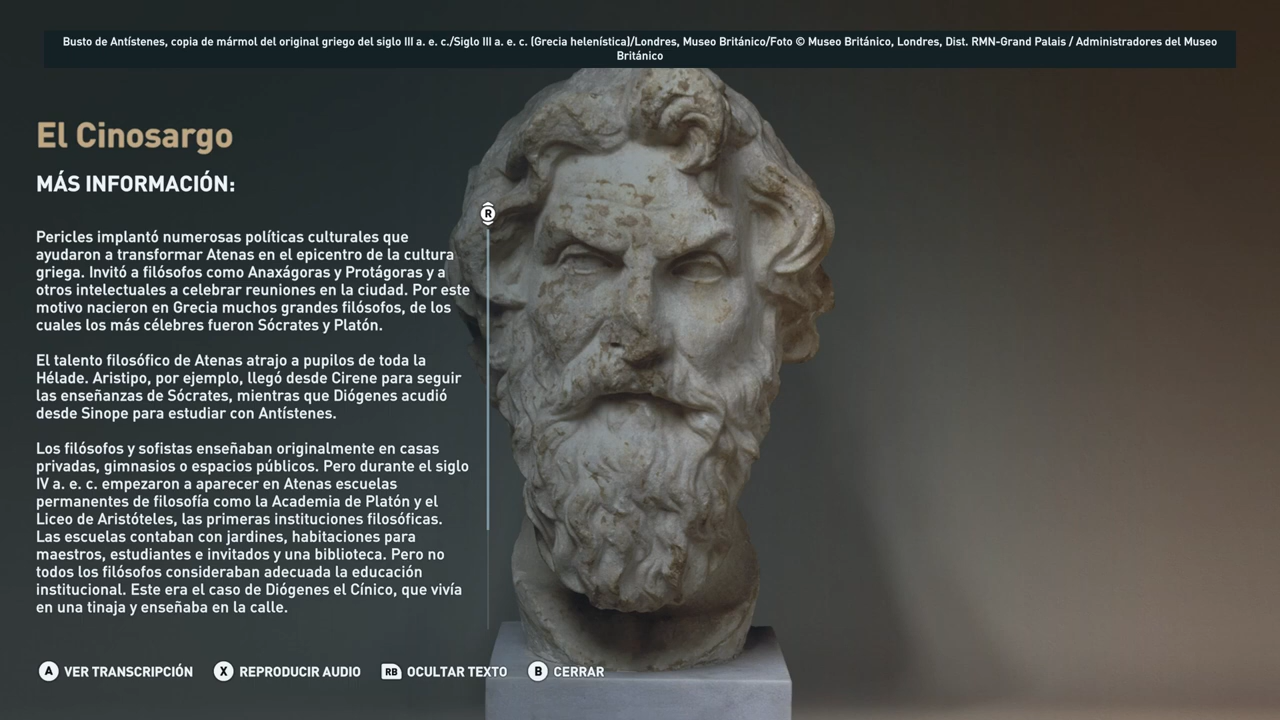 Busto de Antístenes, copia de mármol del original griego del siglo III a. e. c./Siglo III a. e. c. (Grecia helenística)/Londres, Museo Británico/Foto © Museo Británico, Londres, Dist. RMN-Grand Palais / Administradores del Museo
Británico
El Cinosargo
MÁS INFORMACIÓN:
Pericles implantó numerosas políticas culturales que
ayudaron a transformar Atenas en el epicentro de la cultura
griega. Invitó a filósofos como Anaxágoras y Protágoras y a
otros intelectuales a celebrar reuniones en la ciudad. Por este
motivo nacieron en Grecia muchos grandes filósofos, de los
cuales los más célebres fueron Sócrates y Platón.
El talento filosófico de Atenas atrajo a pupilos de toda la
Hélade. Aristipo, por ejemplo, llegó desde Cirene para seguir
las enseñanzas de Sócrates, mientras que Diógenes acudió
desde Sinope para estudiar con Antístenes.
Los filósofos y sofistas enseñaban originalmente en casas
privadas, gimnasios o espacios públicos. Pero durante el siglo
IV a. e. c. empezaron a aparecer en Atenas escuelas
permanentes de filosofía como la Academia de Platón y el
Liceo de Aristóteles, las primeras instituciones filosóficas.
Las escuelas contaban con jardines, habitaciones para
maestros, estudiantes e invitados y una biblioteca. Pero no
todos los filósofos consideraban adecuada la educación
institucional. Este era el caso de Diógenes el Cínico, que vivía
en una tinaja y enseñaba en la calle.
R
A VER TRANSCRIPCIÓN X REPRODUCIR AUDIO RB OCULTAR TEXTO B CERRAR